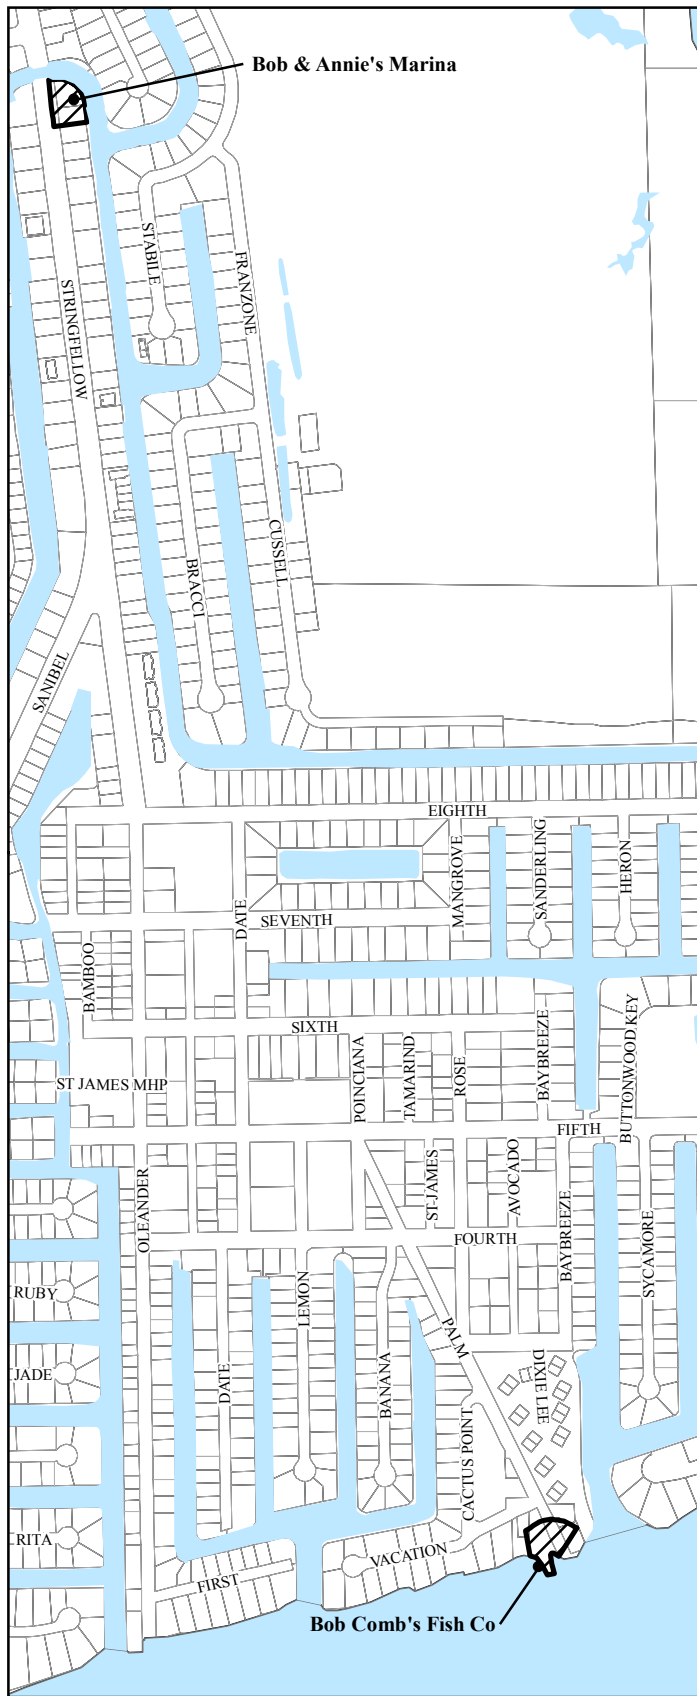 Bob & Annie's Marina
STABILE
FRANZONE
STRINGFELLOW
CUSSELL
BRACCI
SANIBEL
EIGHTH
MANGROVE
SANDERLING
HERON
DATE
SEVENTH
BAMBOO
SIXTH
BUTTONWOOD KEY
BAYBREEZE
POINCIANA
TAMARIND
ROSE
ST JAMES MHP
FIFTH
OLEANDER
ST JAMES
AVOCADO
BAYBREEZE
FOURTH
SYCAMORE
RUBY
LEMON
PALM
JADE
DATE
BANANA
DIXIE LEE
CACTUS POINT
RITA
VACATION
FIRST
Bob Comb's Fish Co